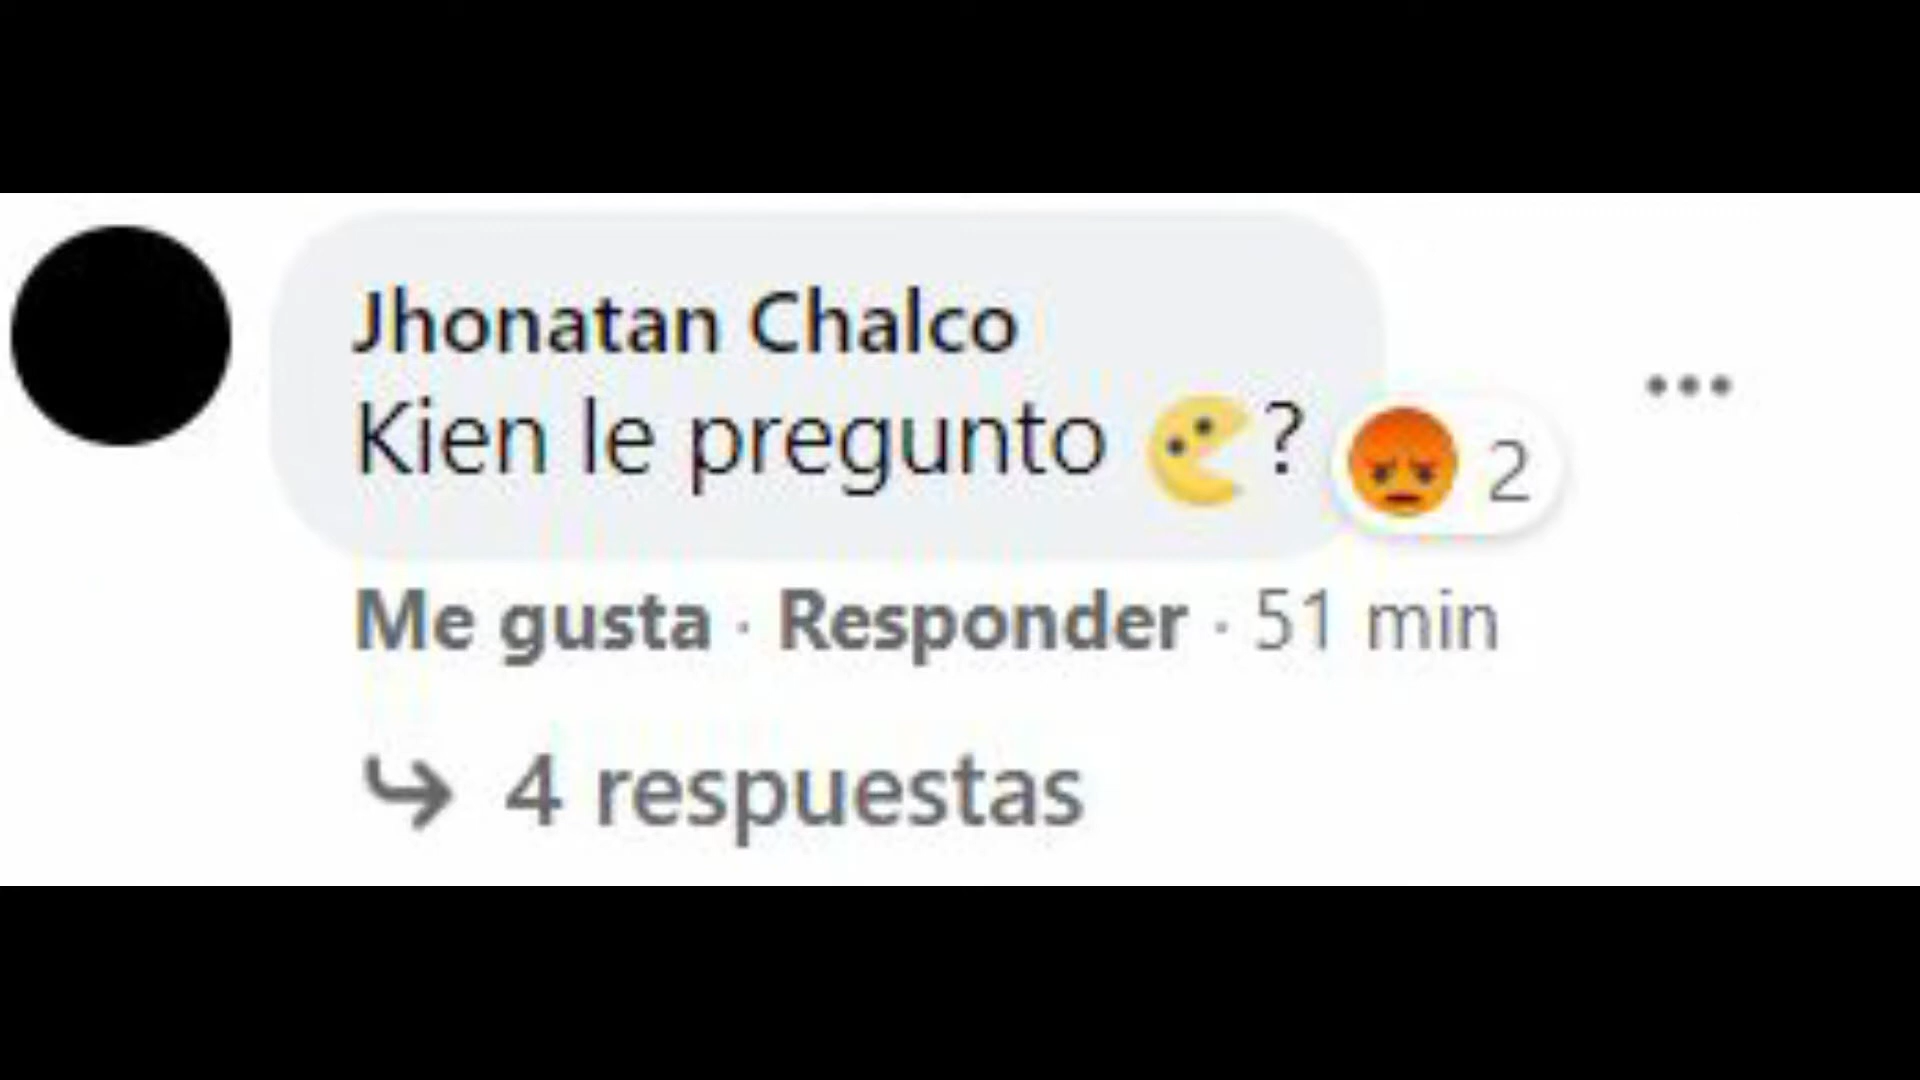 Jhonatan Chalco
Kien le pregunto ?
2
Me gusta · Responder · 51 min
4 respuestas